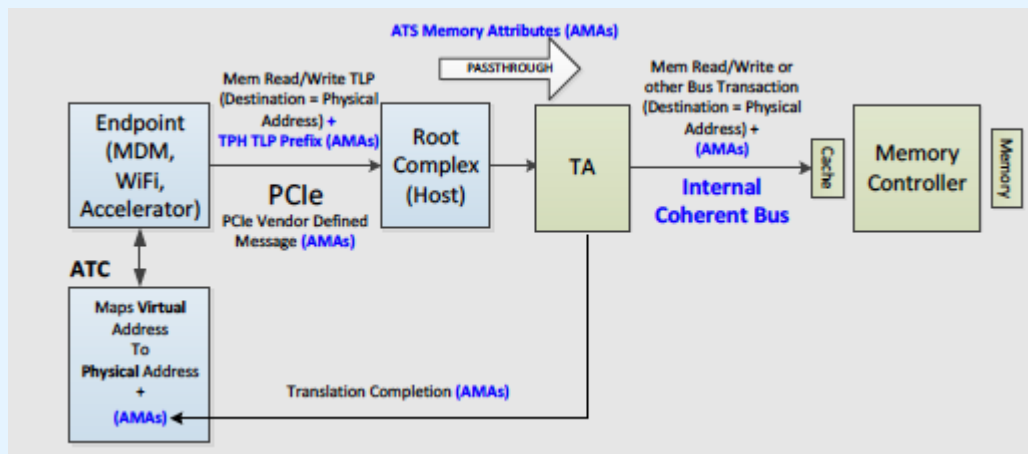 ATS Memory Attributes (AMAs)
PASSTHROUGH
Mem Read/Write TLP
(Destination = Physical
Address) +
TPH TLP Prefix (AMAs)
Mem Read/Write or
other Bus Transaction
(Destination = Physical
Address) +
(AMAs)
Endpoint
(MDM,
WiFi,
Accelerator)
Root
Complex
(Host)
TA
Cache
Memory
Controller
Memory
PCIe
PCIe Vendor Defined
Message (AMAs)
Internal
Coherent Bus
ATC
Maps Virtual
Address
To
Physical Address
+
(AMAs)
Translation Completion (AMAs)